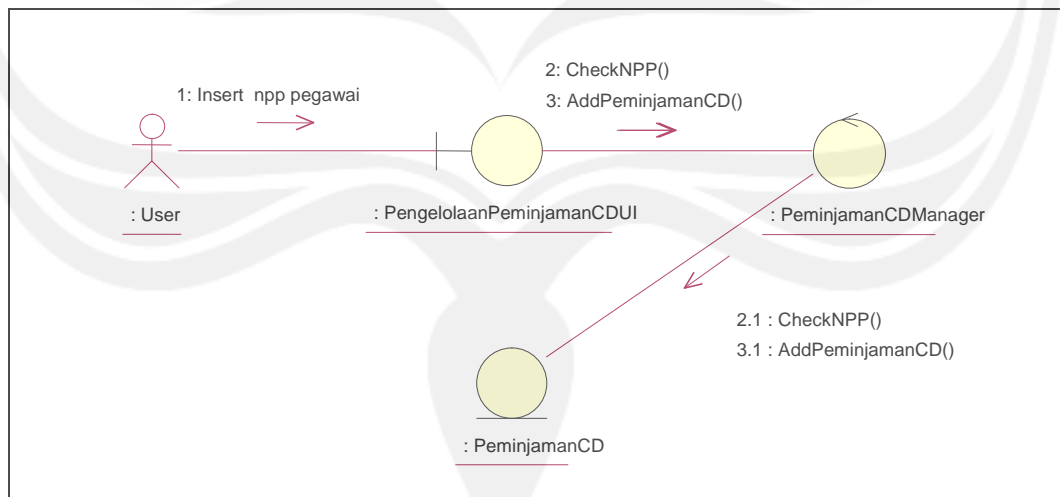 1: Insert npp pegawai
2: CheckNPP()
3: AddPeminjamanCD()
: User
: PengelolaanPeminjamanCDUI
: PeminjamanCDManager
2.1 : CheckNPP()
3.1 : AddPeminjamanCD()
: PeminjamanCD